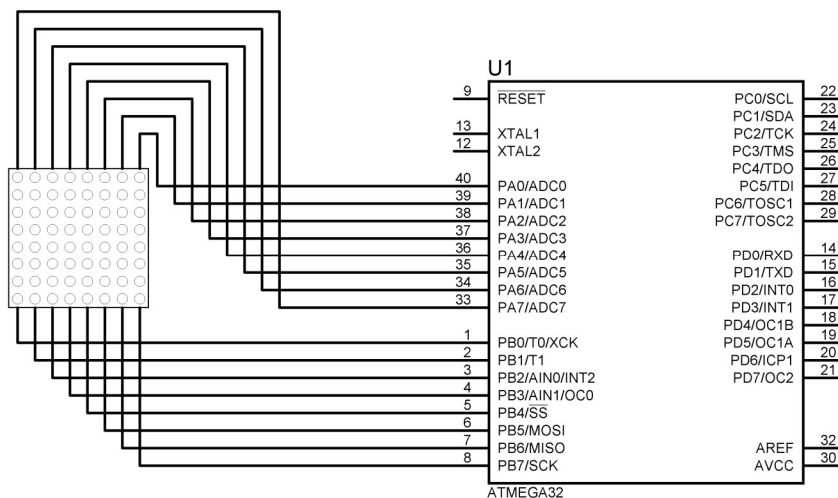 U1
9 RESET
13 XTAL1
12 XTAL2
40 PA0/ADC0
39 PA1/ADC1
38 PA2/ADC2
37 PA3/ADC3
36 PA4/ADC4
35 PA5/ADC5
34 PA6/ADC6
33 PA7/ADC7
1 PB0/T0/XCK
2 PB1/T1
3 PB2/AIN0/INT2
4 PB3/AIN1/OC0
5 PB4/SS
6 PB5/MOSI
7 PB6/MISO
8 PB7/SCK
PC0/SCL 22
PC1/SDA 23
PC2/TCK 24
PC3/TMS 25
PC4/TDO 26
PC5/TDI 27
PC6/TOSC1 28
PC7/TOSC2 29
PD0/RXD 14
PD1/TXD 15
PD2/INT0 16
PD3/INT1 17
PD4/OC1B 18
PD5/OC1A 19
PD6/ICP1 20
PD7/OC2 21
AREF 32
AVCC 30
ATMEGA32